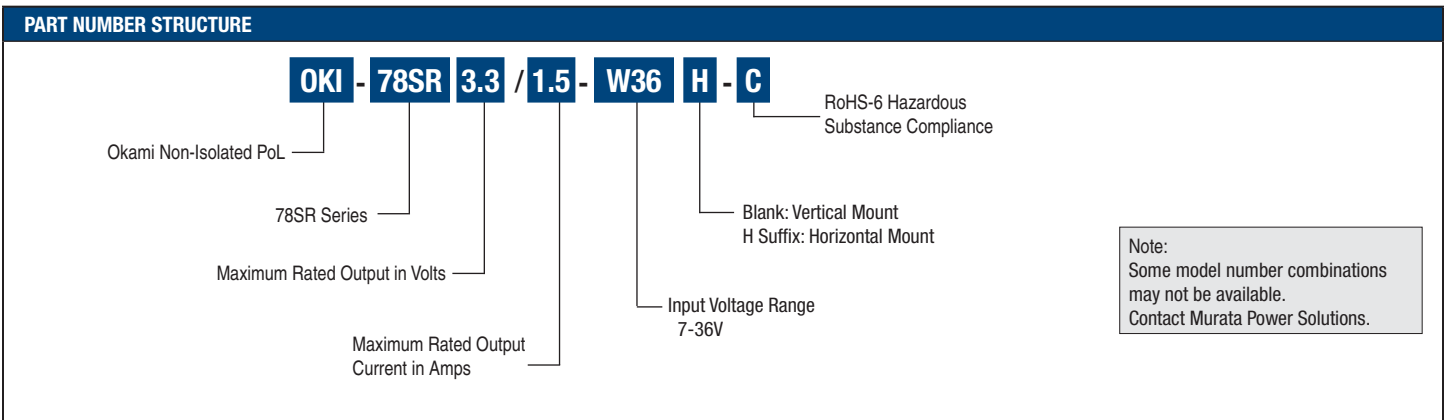 PART NUMBER STRUCTURE
OKI - 78SR 3.3 / 1.5 - W36 H - C
RoHS-6 Hazardous
Substance Compliance
Okami Non-Isolated PoL
78SR Series
Blank: Vertical Mount
H Suffix: Horizontal Mount
Maximum Rated Output in Volts
Input Voltage Range
7-36V
Maximum Rated Output
Current in Amps
Note:
Some model number combinations
may not be available.
Contact Murata Power Solutions.